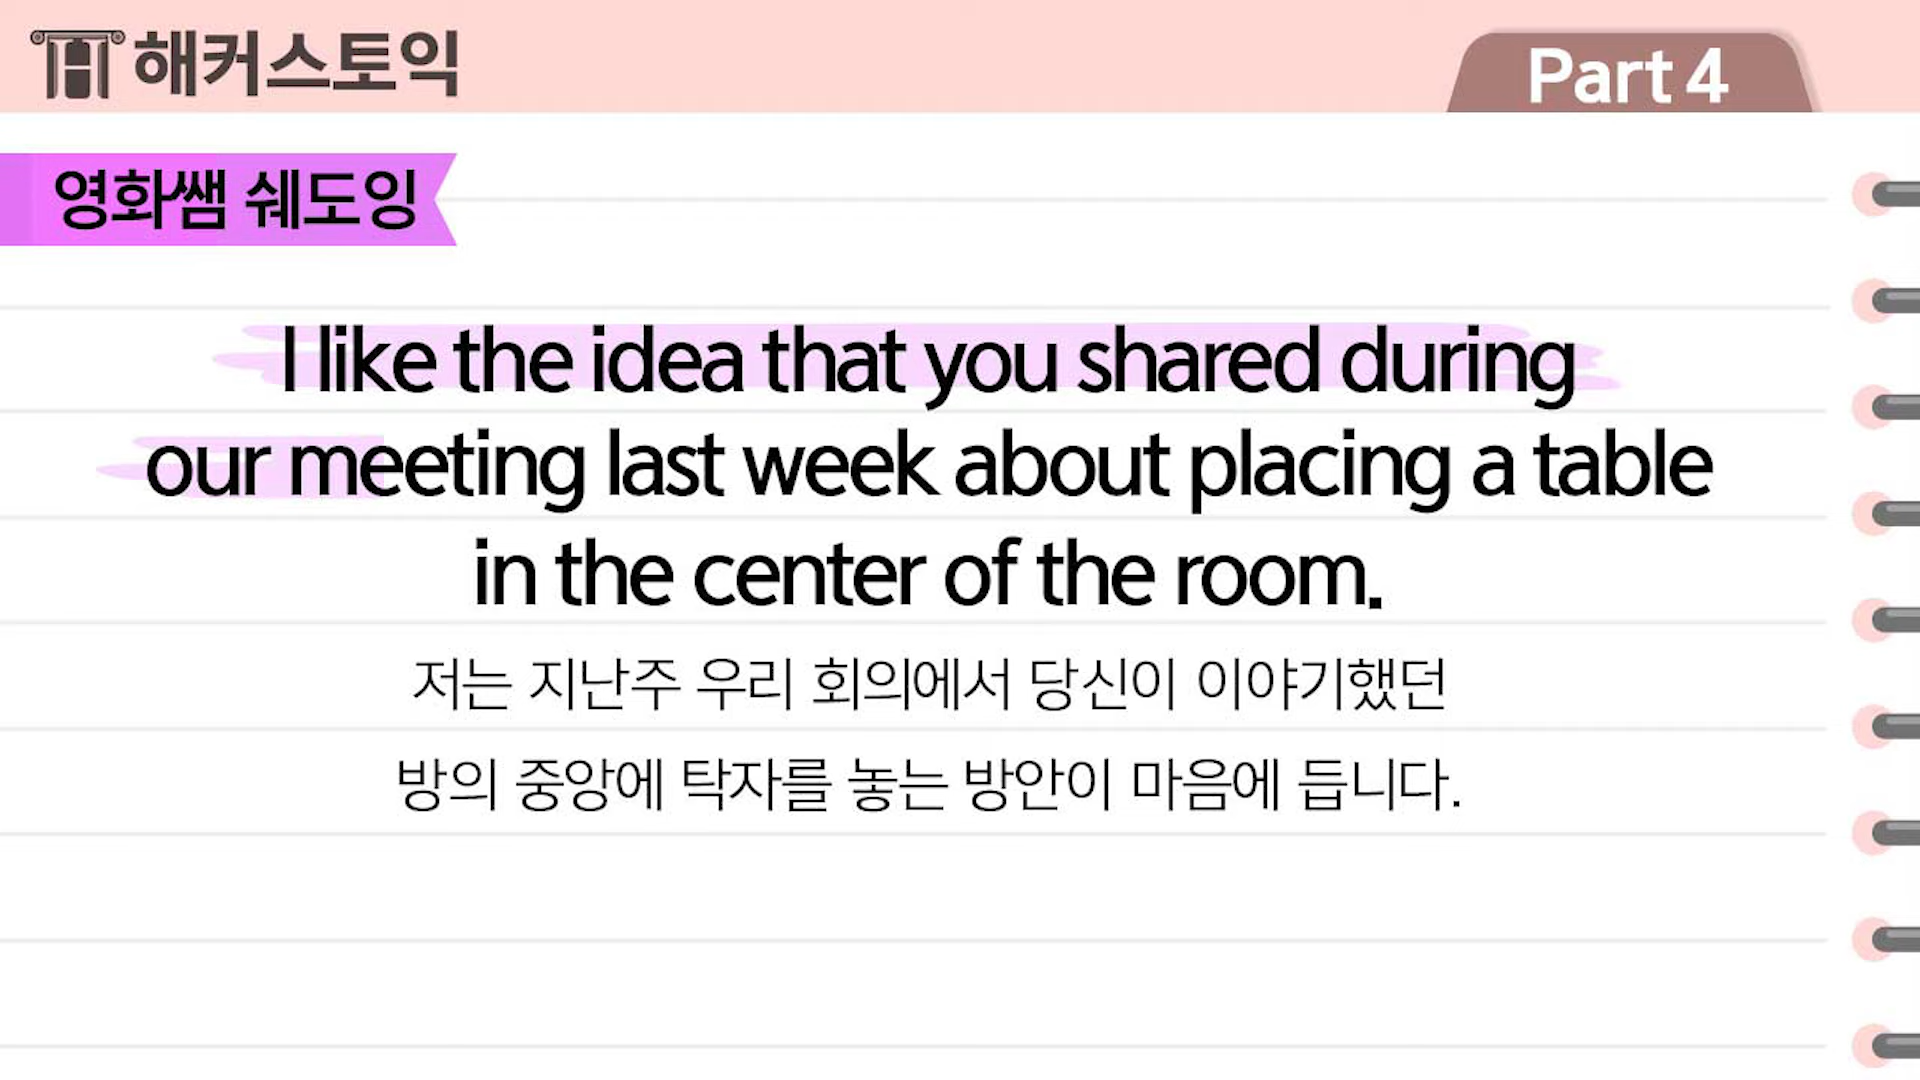 해커스토익
Part 4
영화쌤 쉐도잉
I like the idea that you shared during
our meeting last week about placing a table
in the center of the room.
저는 지난주 우리 회의에서 당신이 이야기했던
방의 중앙에 탁자를 놓는 방안이 마음에 듭니다.